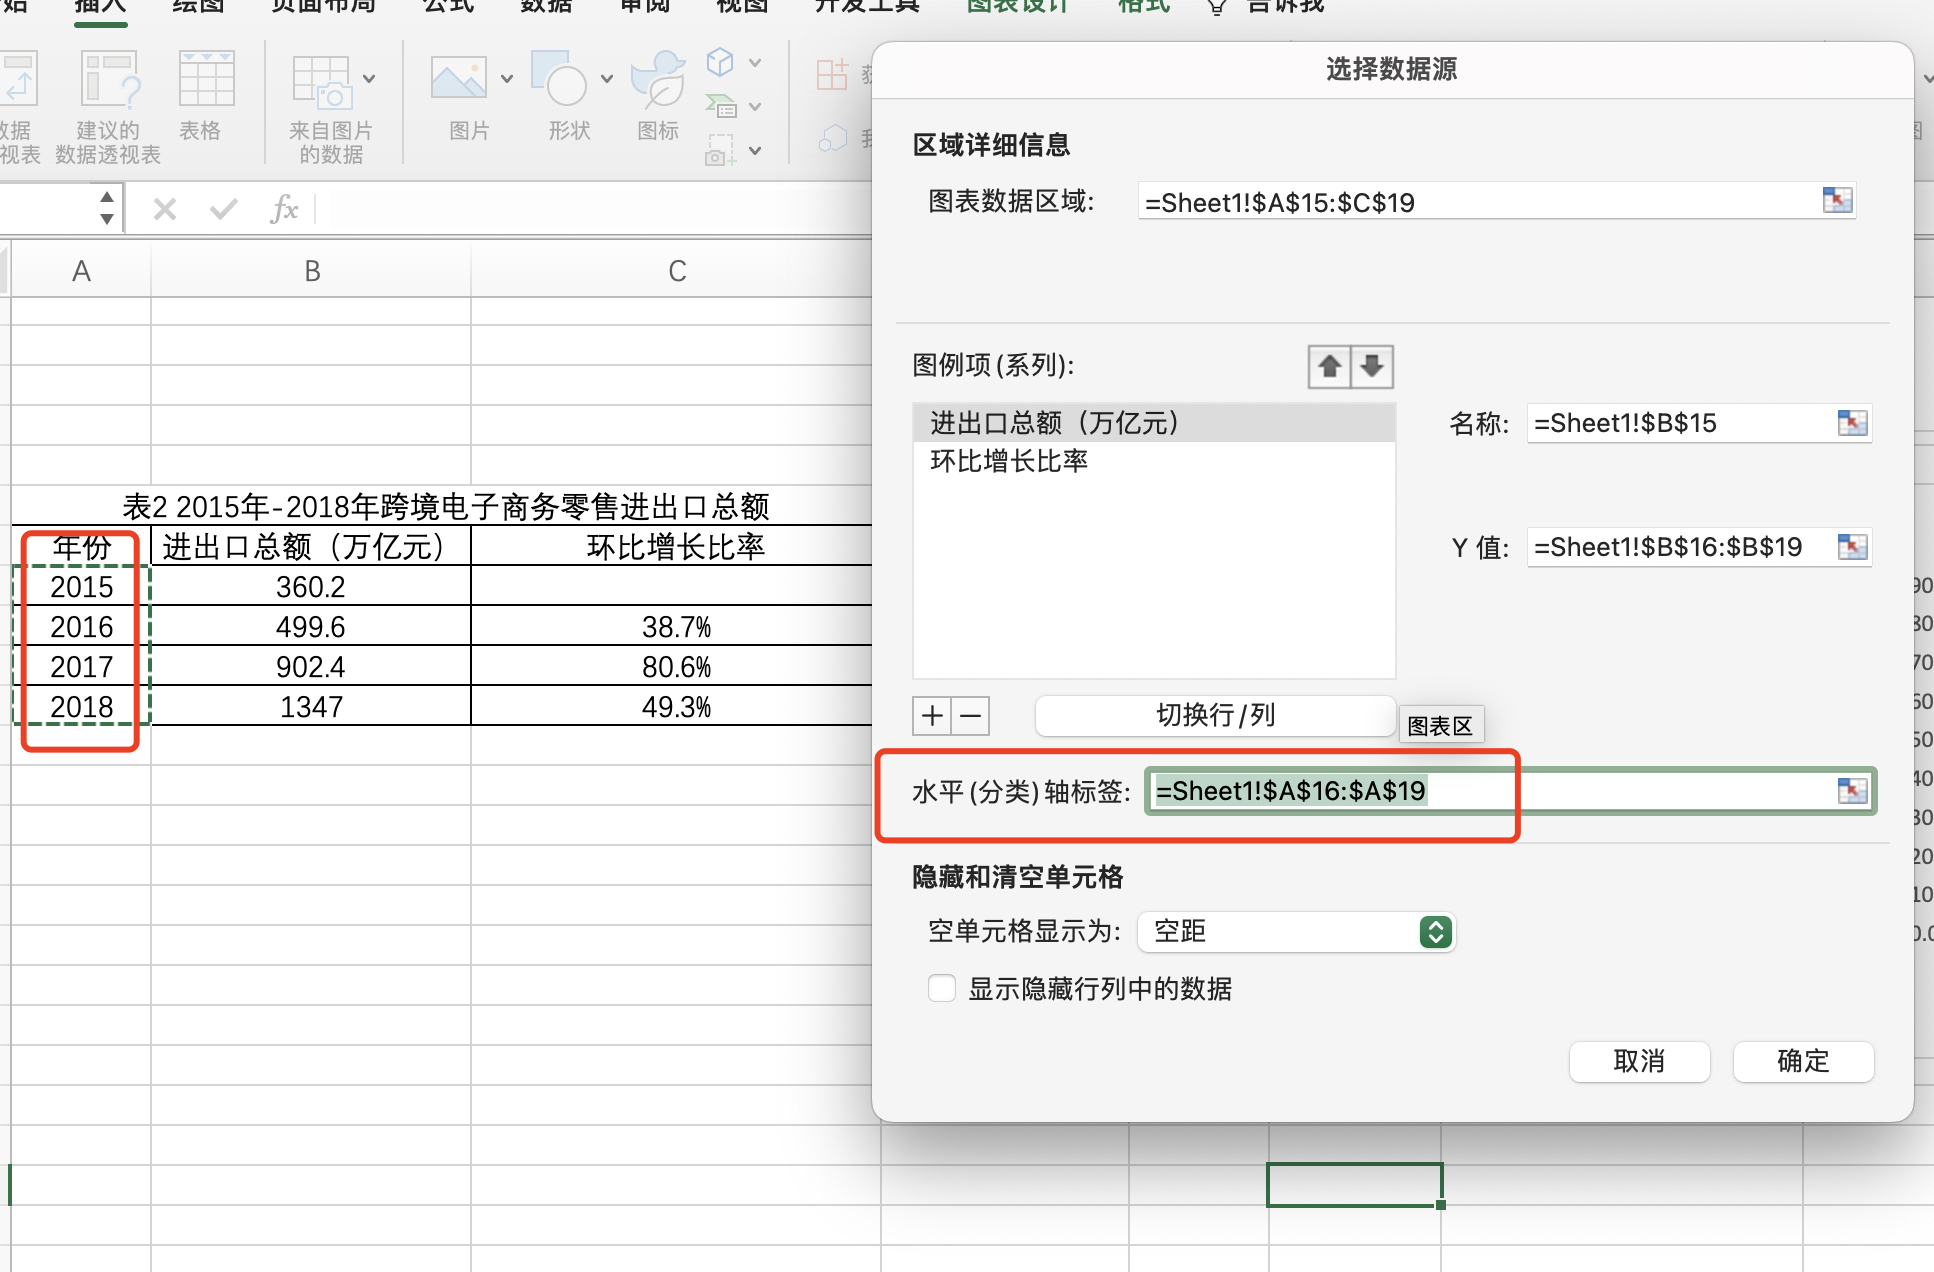 插入 绘图 页面布局 公式 数据 审阅 视图 开发工具 图表设计 格式 告诉我
建议的
数据透视表
表格
来自图片
的数据
图片
形状
图标
fx
A B C
表2 2015年-2018年跨境电子商务零售进出口总额
年份 进出口总额（万亿元） 环比增长比率
2015 360.2
2016 499.6 38.7%
2017 902.4 80.6%
2018 1347 49.3%
选择数据源
区域详细信息
图表数据区域: =Sheet1!$A$15:$C$19
图例项(系列):
进出口总额（万亿元）
环比增长比率
名称: =Sheet1!$B$15
Y 值: =Sheet1!$B$16:$B$19
切换行/列
图表区
水平(分类)轴标签: =Sheet1!$A$16:$A$19
隐藏和清空单元格
空单元格显示为: 空距
显示隐藏行列中的数据
取消 确定